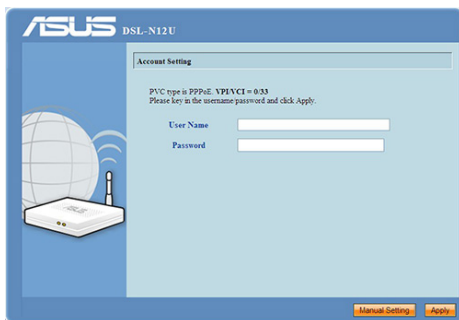 ASUS DSL-N12U
Account Setting
PVC type is PPPoE. VPI/VCI = 0/33
Please key in the username/password and click Apply.
User Name
Password
Manual Setting Apply